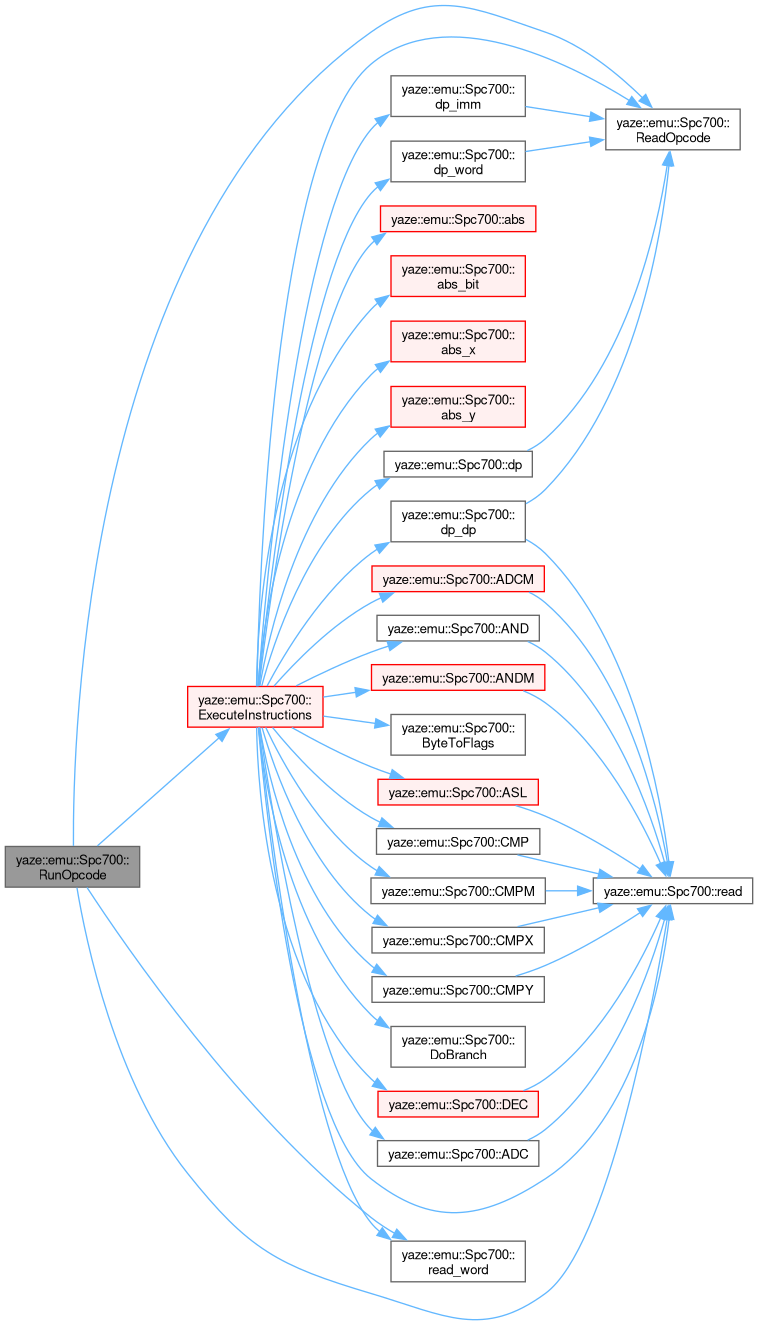 yaze::emu::Spc700::
RunOpcode
yaze::emu::Spc700::
ExecuteInstructions
yaze::emu::Spc700::
dp_imm
yaze::emu::Spc700::
dp_word
yaze::emu::Spc700::abs
yaze::emu::Spc700::
abs_bit
yaze::emu::Spc700::
abs_x
yaze::emu::Spc700::
abs_y
yaze::emu::Spc700::dp
yaze::emu::Spc700::
dp_dp
yaze::emu::Spc700::ADCM
yaze::emu::Spc700::AND
yaze::emu::Spc700::ANDM
yaze::emu::Spc700::
ByteToFlags
yaze::emu::Spc700::ASL
yaze::emu::Spc700::CMP
yaze::emu::Spc700::CMPM
yaze::emu::Spc700::CMPX
yaze::emu::Spc700::CMPY
yaze::emu::Spc700::
DoBranch
yaze::emu::Spc700::DEC
yaze::emu::Spc700::ADC
yaze::emu::Spc700::
read_word
yaze::emu::Spc700::
ReadOpcode
yaze::emu::Spc700::read